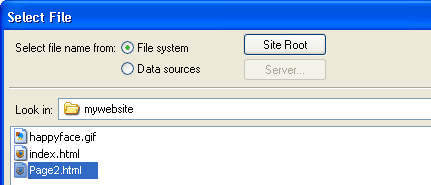 Select File
Select file name from: File system Site Root
Data sources Server...
Look in: mywebsite
happyface.gif
index.html
Page2.html